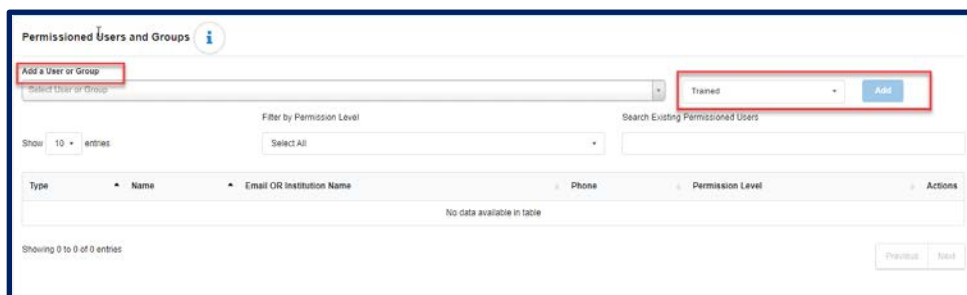 Permissioned Users and Groups i
Add a User or Group
Select User or Group Trained Add
Filter by Permission Level Search Existing Permissioned Users
Show 10 entries Select All
Type Name Email OR Institution Name Phone Permission Level Actions
No data available in table
Showing 0 to 0 of 0 entries
Previous Next